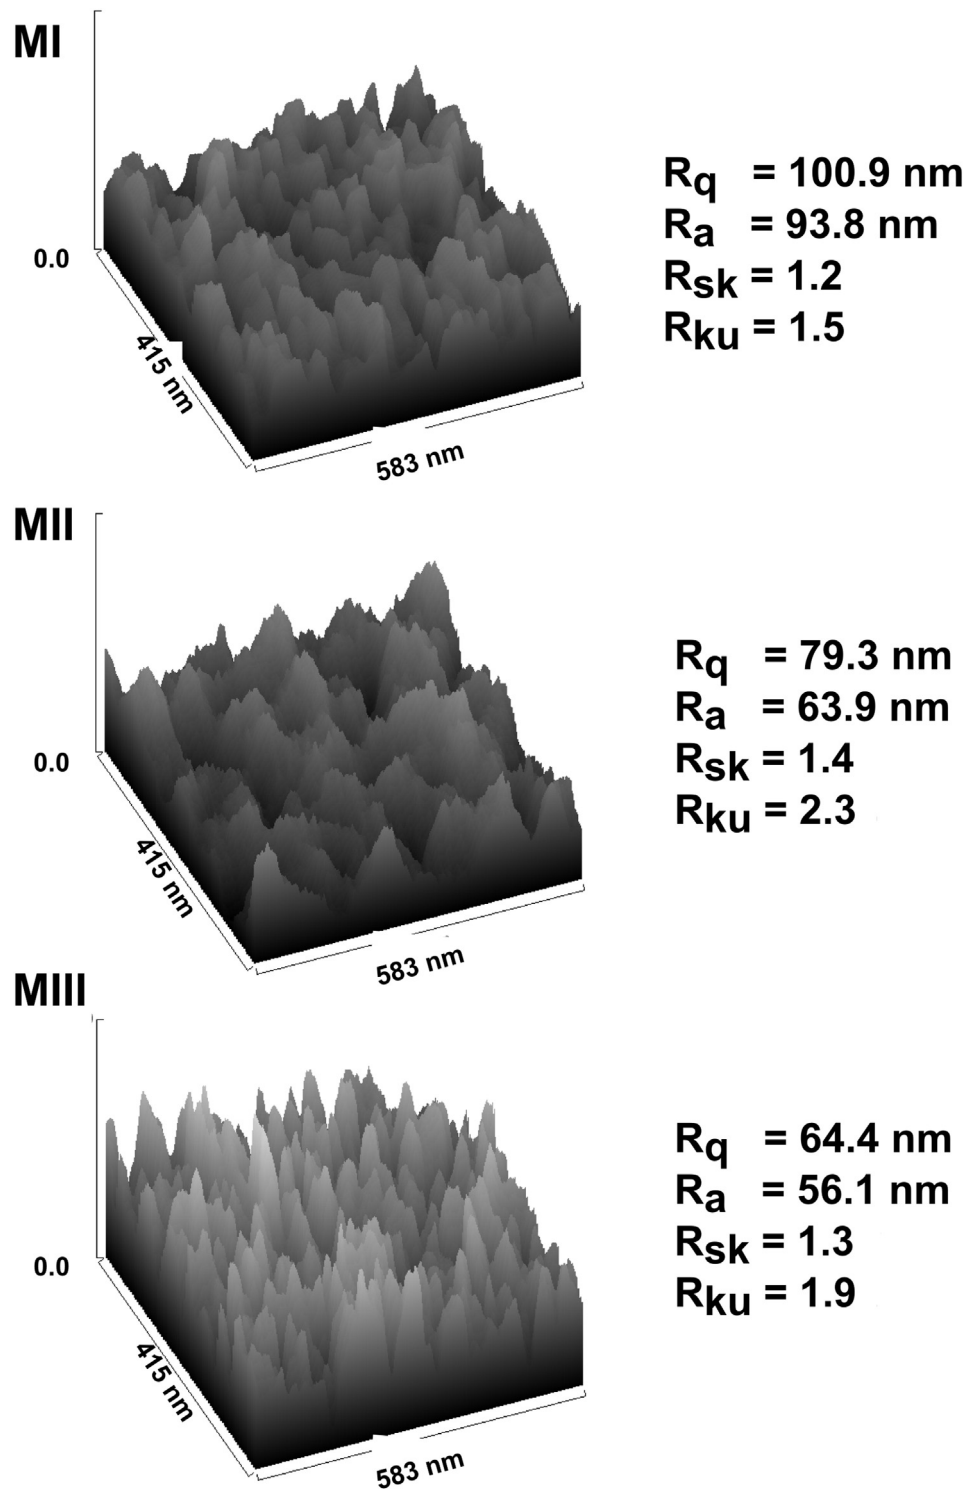 MI
0.0
415 nm
583 nm
Rq = 100.9 nm
Ra = 93.8 nm
Rsk = 1.2
Rku = 1.5
MII
0.0
415 nm
583 nm
Rq = 79.3 nm
Ra = 63.9 nm
Rsk = 1.4
Rku = 2.3
MIII
0.0
415 nm
583 nm
Rq = 64.4 nm
Ra = 56.1 nm
Rsk = 1.3
Rku = 1.9